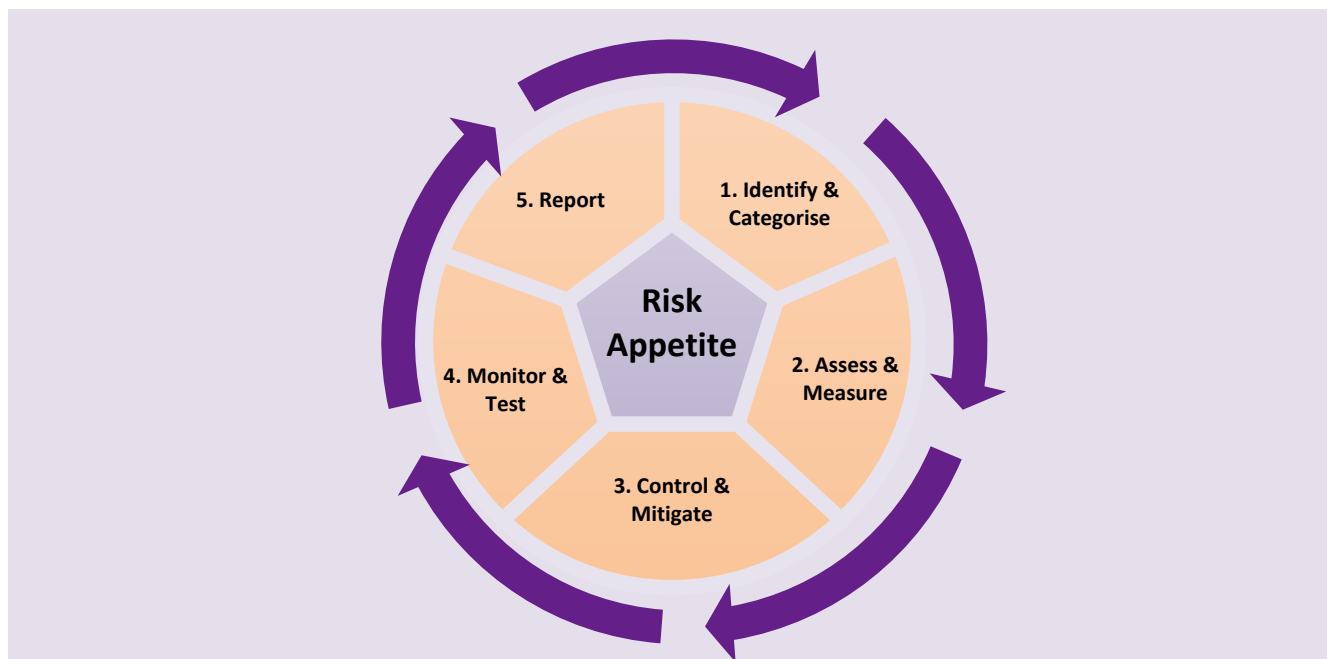 Risk
Appetite
1. Identify &
Categorise
2. Assess &
Measure
3. Control &
Mitigate
4. Monitor &
Test
5. Report